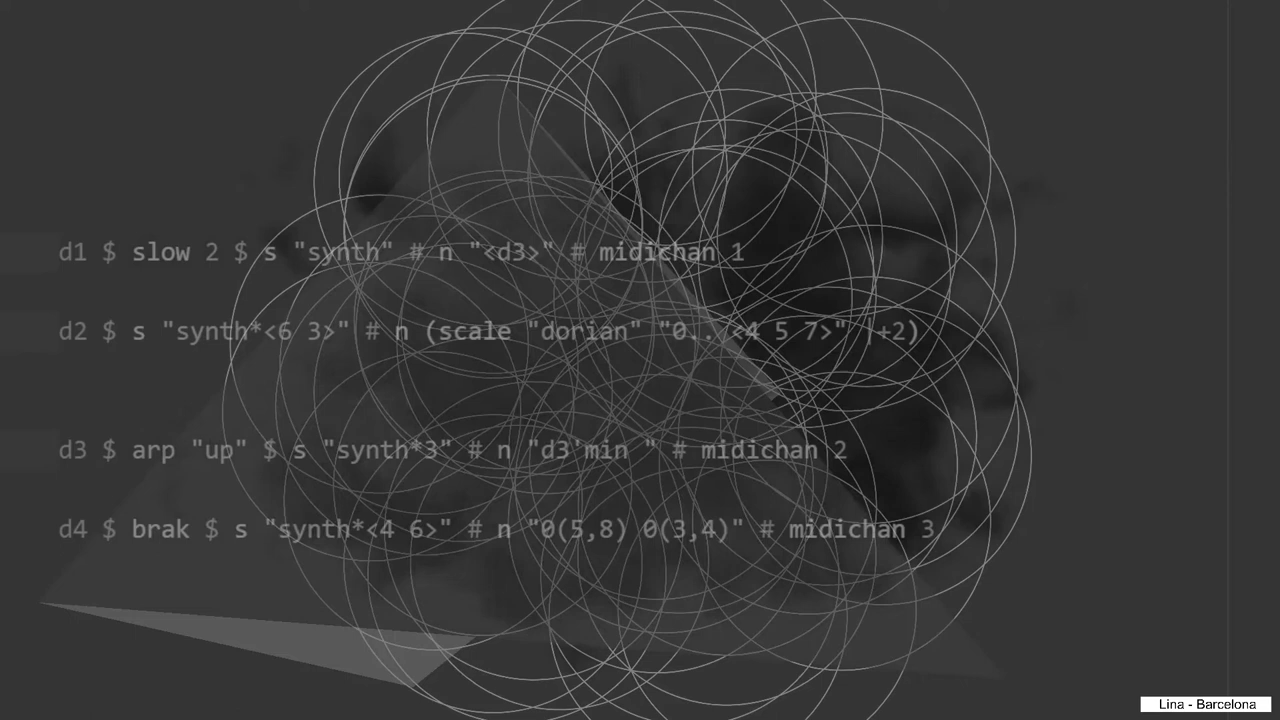 d1 $ slow 2 $ s "synth" # n "<d3>" # midichan 1
d2 $ s "synth*<6 3>" # n (scale "dorian" "0..<4 5 7>" |+2)
d3 $ arp "up" $ s "synth*3" # n "d3'min " # midichan 2
d4 $ brak $ s "synth*<4 6>" # n "0(5,8) 0(3,4)" # midichan 3
Lina - Barcelona